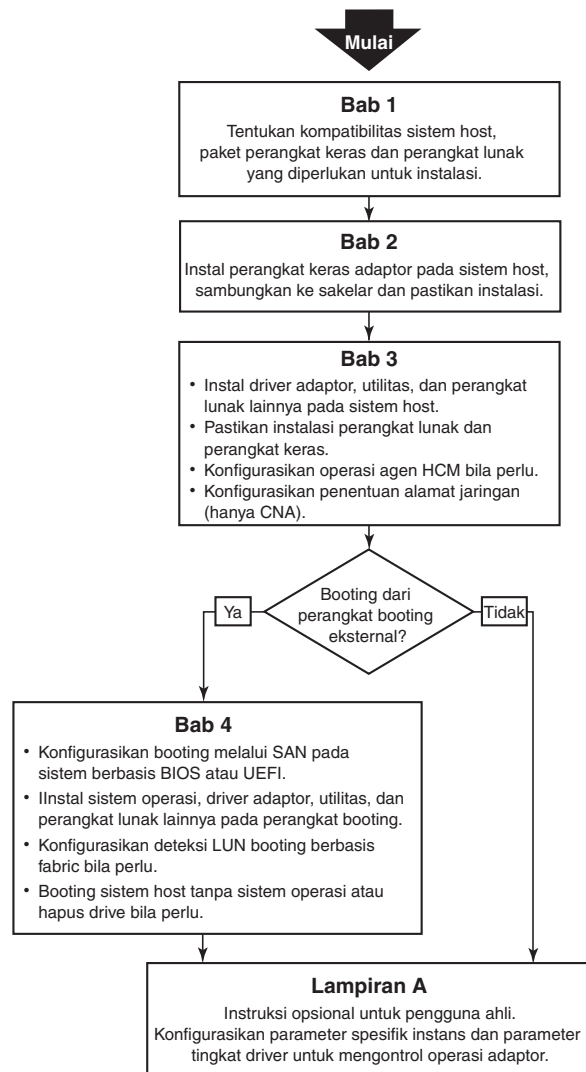 Mulai
Bab 1
Tentukan kompatibilitas sistem host,
paket perangkat keras dan perangkat lunak
yang diperlukan untuk instalasi.
Bab 2
Instal perangkat keras adaptor pada sistem host,
sambungkan ke sakelar dan pastikan instalasi.
Bab 3
• Instal driver adaptor, utilitas, dan perangkat
lunak lainnya pada sistem host.
• Pastikan instalasi perangkat lunak dan
perangkat keras.
• Konfigurasikan operasi agen HCM bila perlu.
• Konfigurasikan penentuan alamat jaringan
(hanya CNA).
Booting dari
perangkat booting
eksternal?
Ya
Tidak
Bab 4
• Konfigurasikan booting melalui SAN pada
sistem berbasis BIOS atau UEFI.
• IInstal sistem operasi, driver adaptor, utilitas, dan
perangkat lunak lainnya pada perangkat booting.
• Konfigurasikan deteksi LUN booting berbasis
fabric bila perlu.
• Booting sistem host tanpa sistem operasi atau
hapus drive bila perlu.
Lampiran A
Instruksi opsional untuk pengguna ahli.
Konfigurasikan parameter spesifik instans dan parameter
tingkat driver untuk mengontrol operasi adaptor.